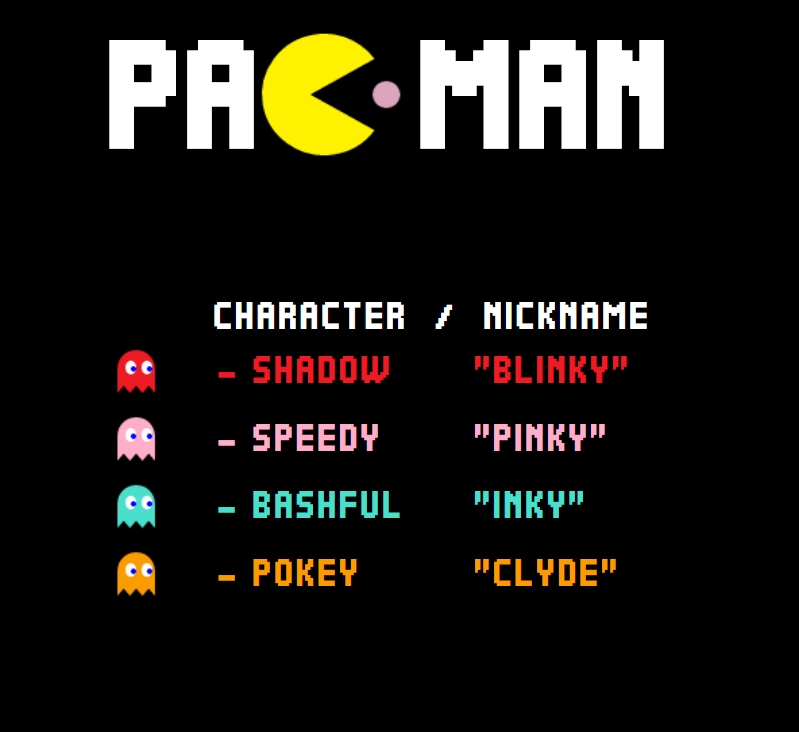 PAC-MAN
CHARACTER / NICKNAME
- SHADOW "BLINKY"
- SPEEDY "PINKY"
- BASHFUL "INKY"
- POKEY "CLYDE"